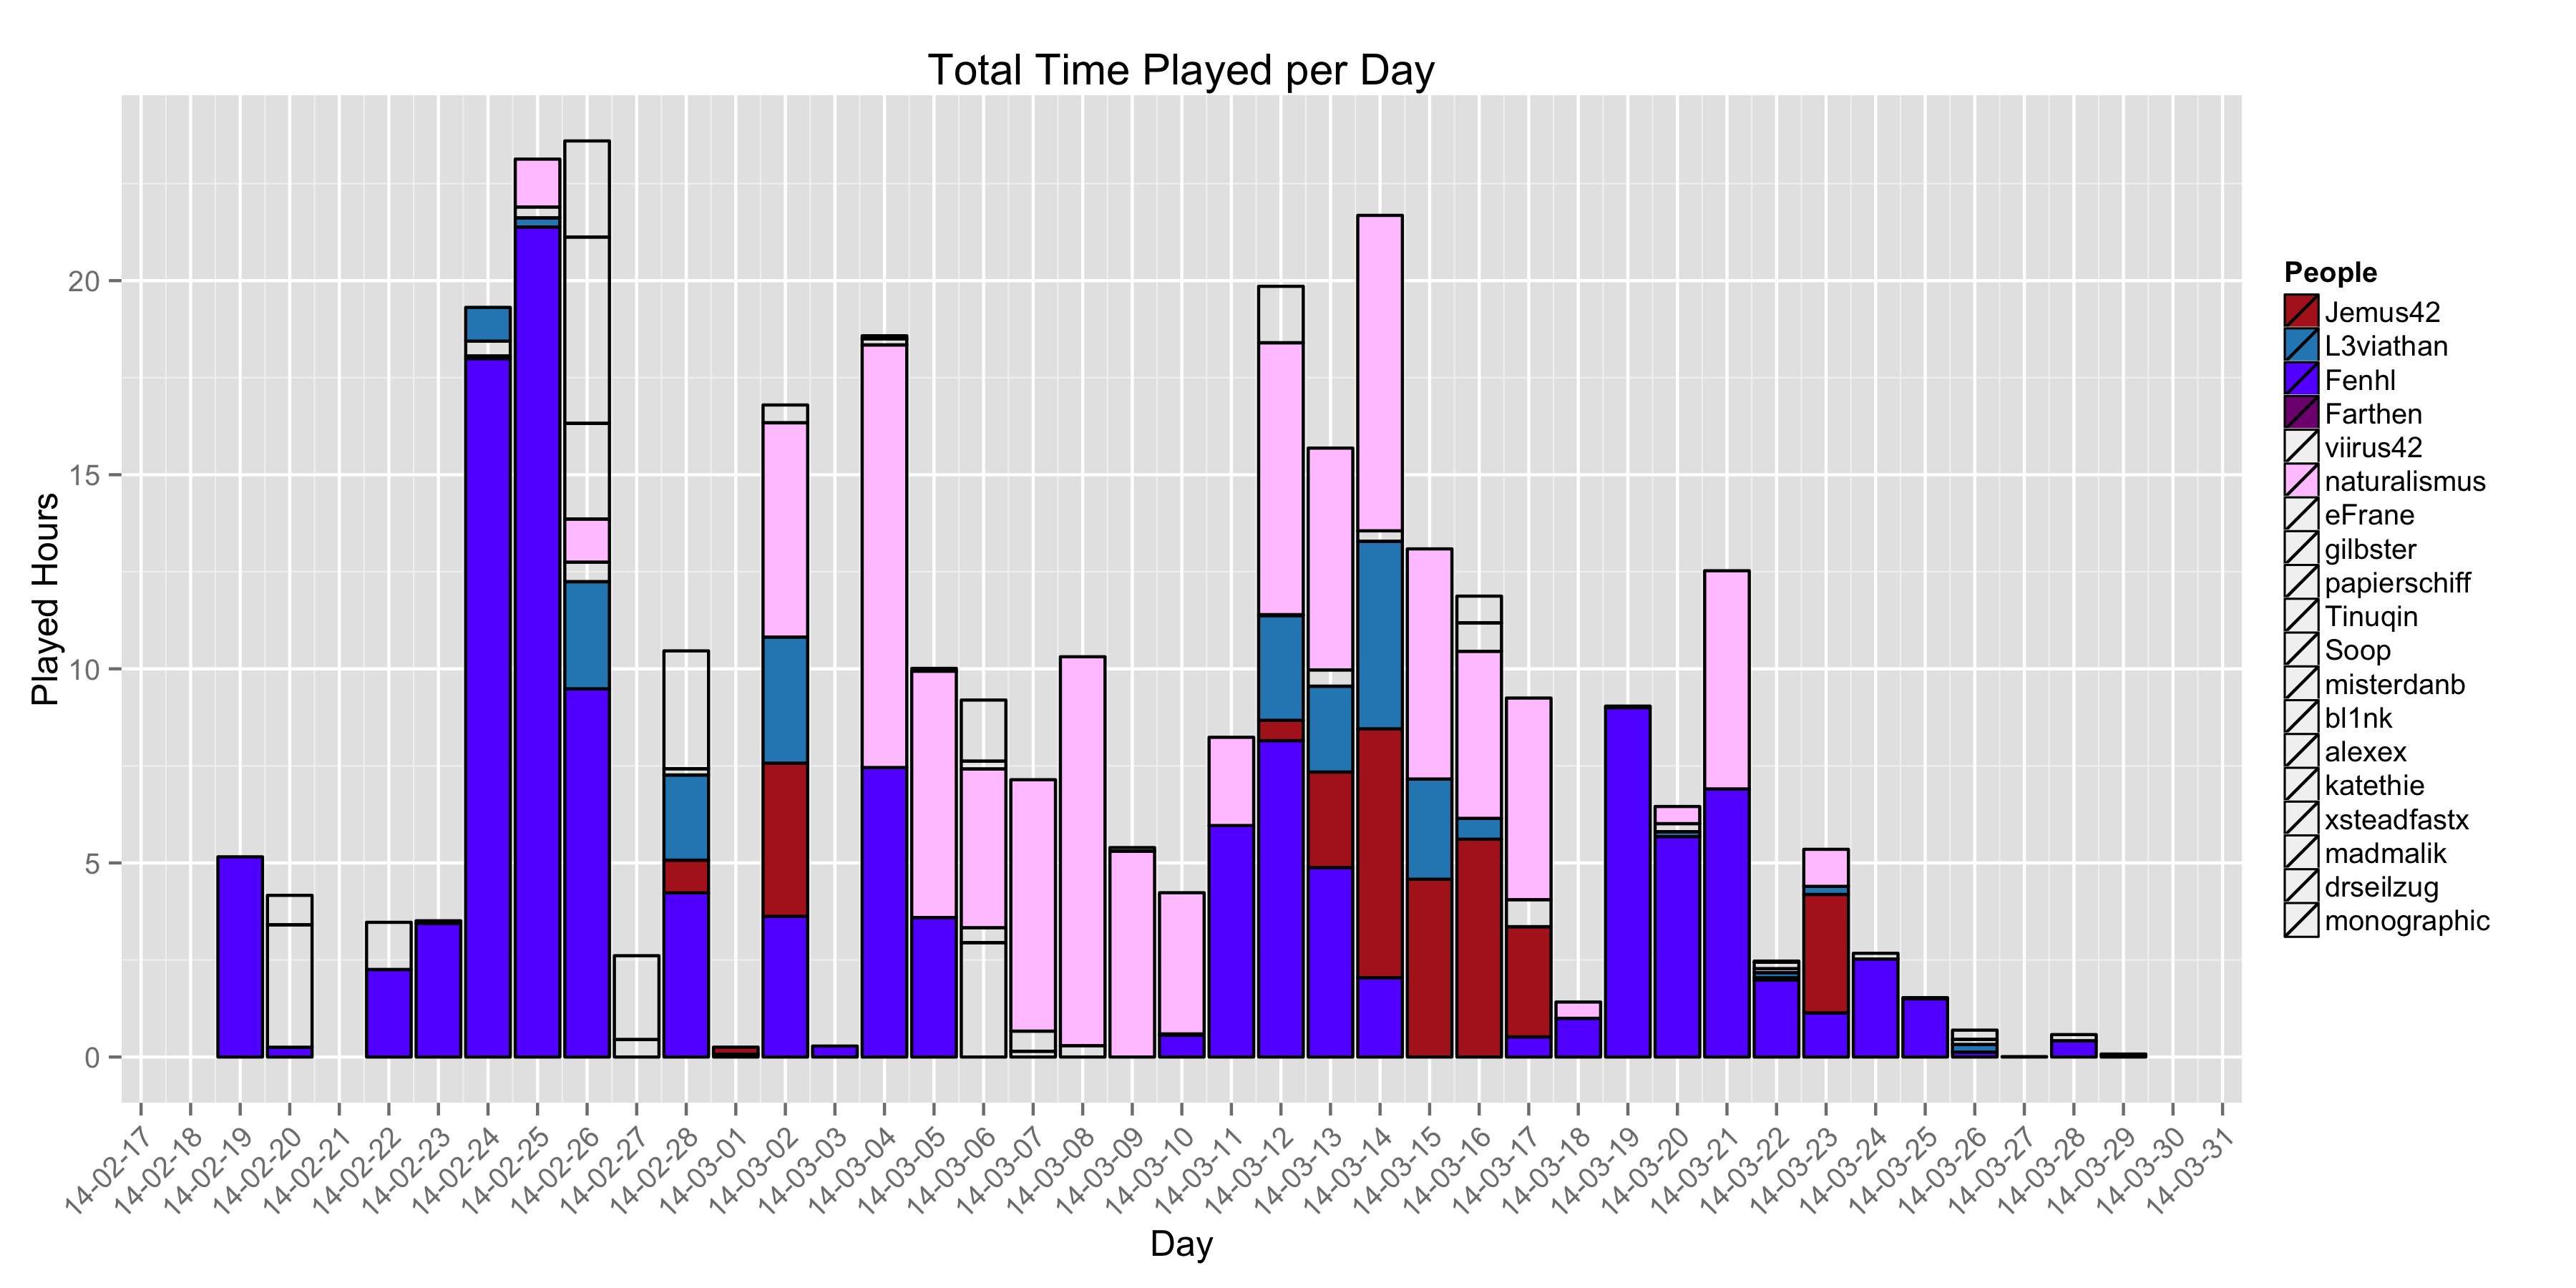 Total Time Played per Day
Played Hours
20
15
10
5
0
14-02-17
14-02-18
14-02-19
14-02-20
14-02-21
14-02-22
14-02-23
14-02-24
14-02-25
14-02-26
14-02-27
14-02-28
14-03-01
14-03-02
14-03-03
14-03-04
14-03-05
14-03-06
14-03-07
14-03-08
14-03-09
14-03-10
14-03-11
14-03-12
14-03-13
14-03-14
14-03-15
14-03-16
14-03-17
14-03-18
14-03-19
14-03-20
14-03-21
14-03-22
14-03-23
14-03-24
14-03-25
14-03-26
14-03-27
14-03-28
14-03-29
14-03-30
14-03-31
Day
People
Jemus42
L3viathan
Fenhl
Farthen
viirus42
naturalismus
eFrane
gilbster
papierschiff
Tinuqin
Soop
misterdanb
bl1nk
alexex
katethie
xsteadfastx
madmalik
drseilzug
monographic